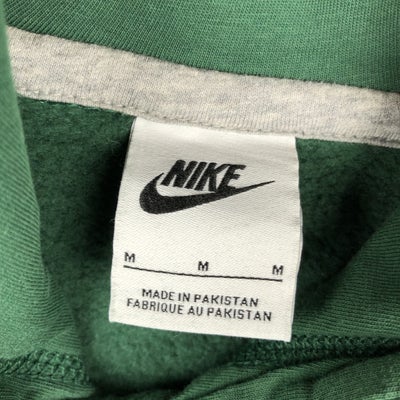 NIKE
M M M
MADE IN PAKISTAN
FABRIQUE AU PAKISTAN